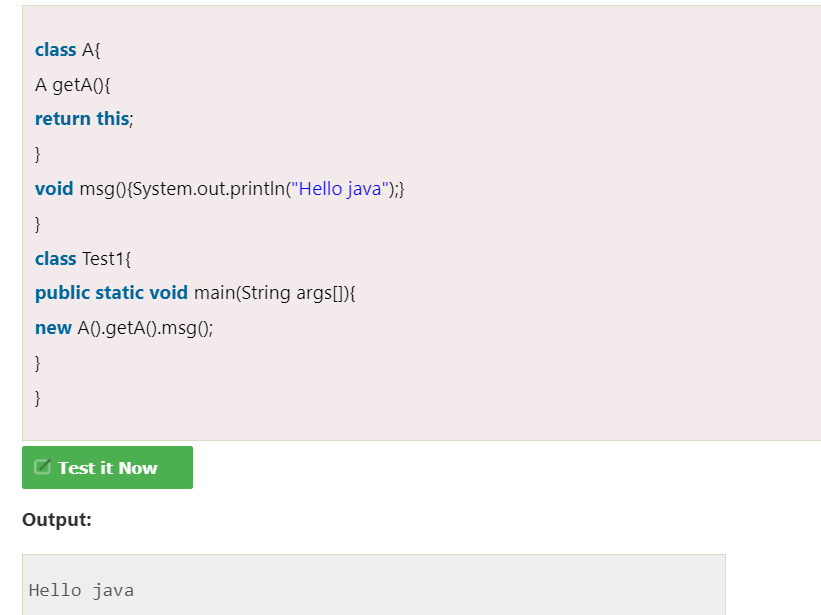 class A{
A getA(){
return this;
}
void msg(){System.out.println("Hello java");}
}
class Test1{
public static void main(String args[]){
new A().getA().msg();
}
}
Test it Now
Output:
Hello java